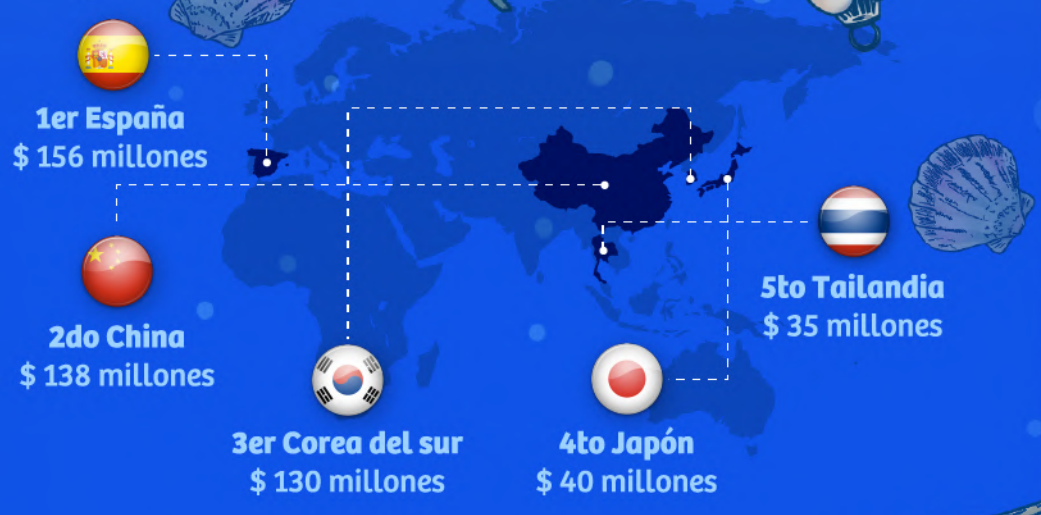 1er España
$ 156 millones
2do China
$ 138 millones
3er Corea del sur
$ 130 millones
4to Japón
$ 40 millones
5to Tailandia
$ 35 millones